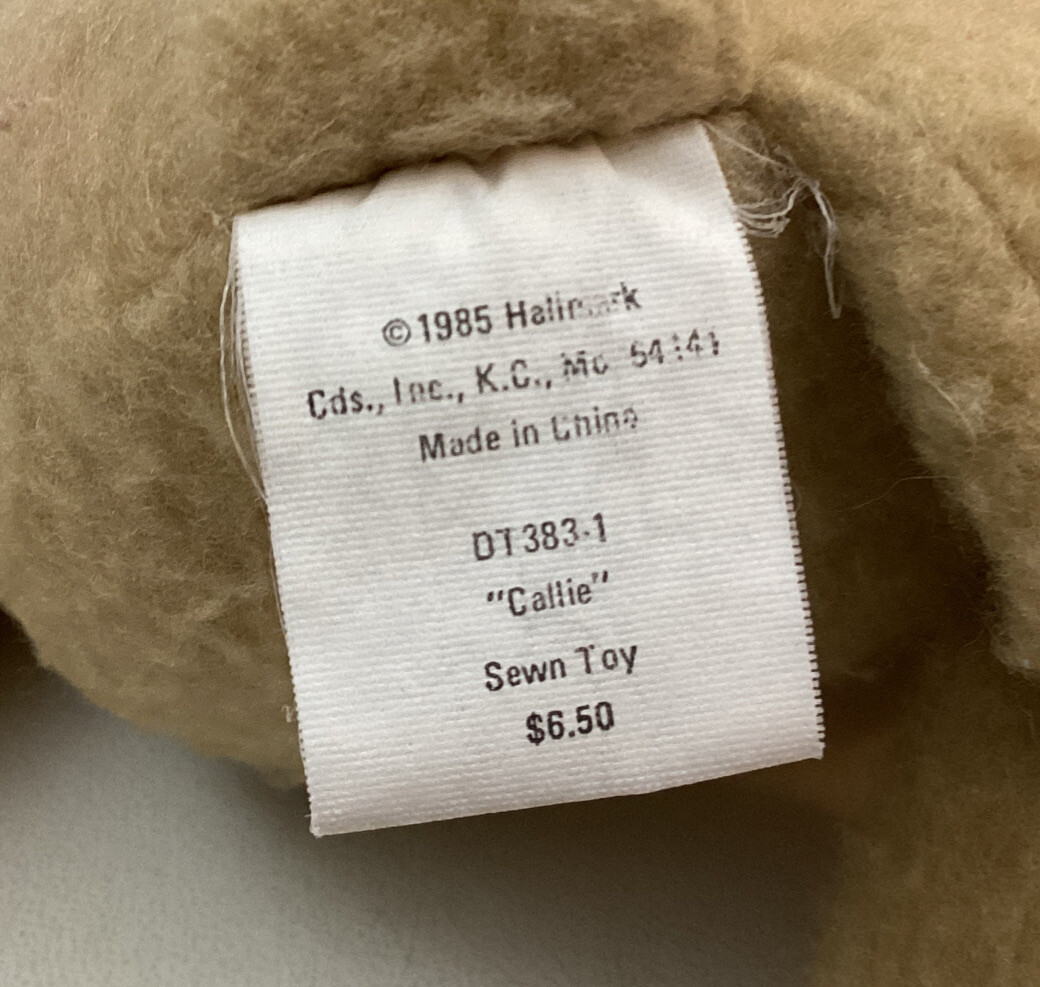 ©1985 Hallmark
Cds., Inc., K.C., Mo 64141
Made in China
DT383-1
"Callie"
Sewn Toy
$6.50